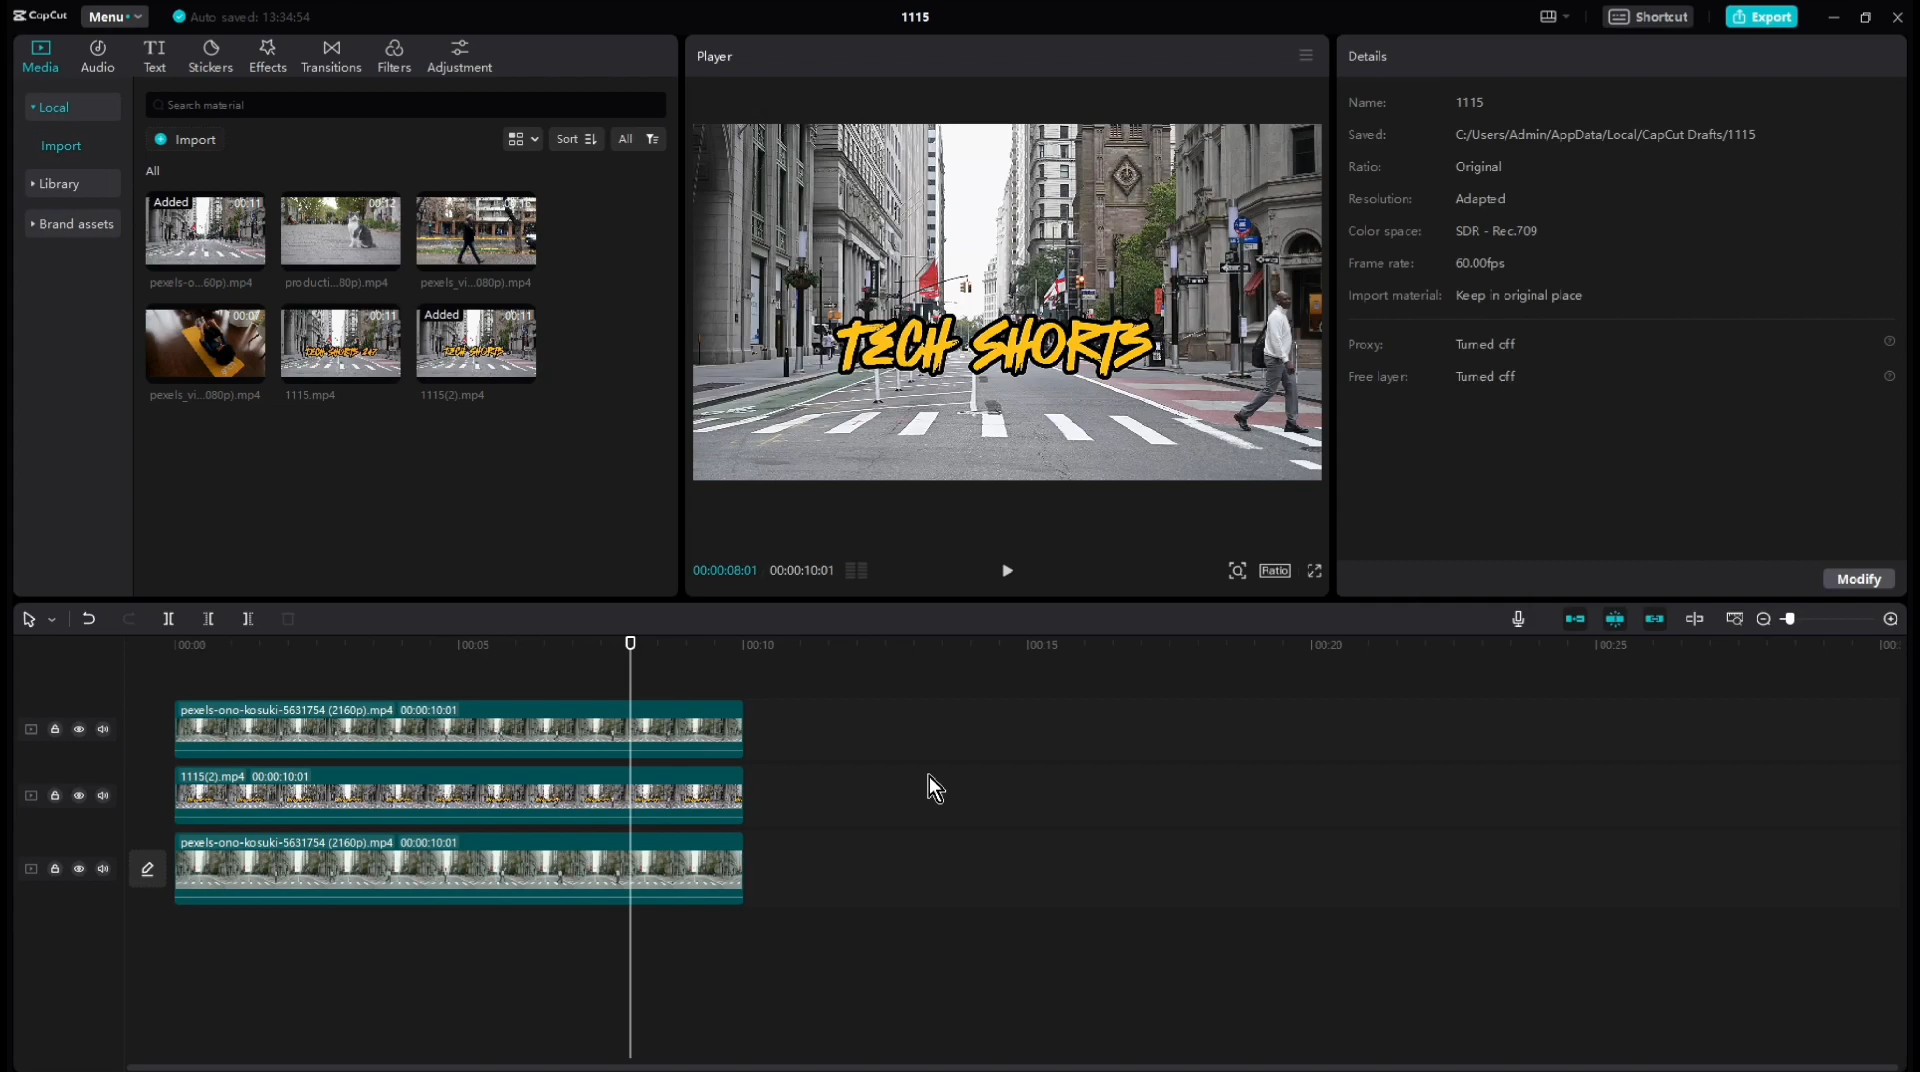 CapCut
Menu
Auto saved: 13:34:54
1115
Shortcut
Export
Media
Audio
Text
Stickers
Effects
Transitions
Filters
Adjustment
Local
Import
Library
Brand assets
Search material
Import
Sort
All
All
Added
00:11
00:12
pexels-o...60p).mp4
producti...80p).mp4
pexels_vi...080p).mp4
00:07
00:11
Added
00:11
pexels_vi...080p).mp4
1115.mp4
1115(2).mp4
Player
TECH SHORTS
00:00:08:01
00:00:10:01
Ratio
Details
Name: 1115
Saved: C:/Users/Admin/AppData/Local/CapCut Drafts/1115
Ratio: Original
Resolution: Adapted
Color space: SDR - Rec.709
Frame rate: 60.00fps
Import material: Keep in original place
Proxy: Turned off
Free layer: Turned off
Modify
00:00
00:05
00:10
00:15
00:20
00:25
pexels-ono-kosuki-5631754 (2160p).mp4 00:00:10:01
1115(2).mp4 00:00:10:01
pexels-ono-kosuki-5631754 (2160p).mp4 00:00:10:01